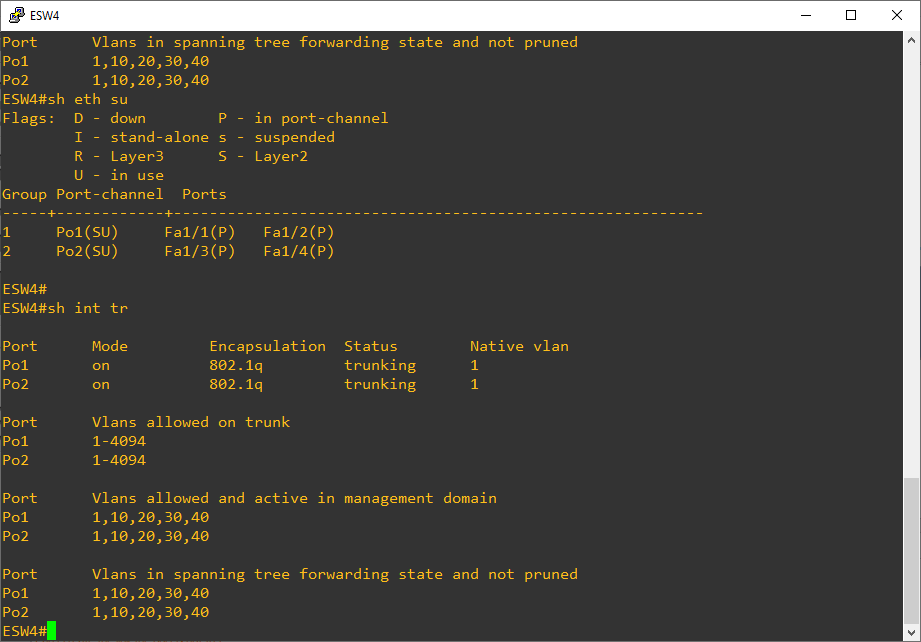 ESW4
Port      Vlans in spanning tree forwarding state and not pruned
Po1       1,10,20,30,40
Po2       1,10,20,30,40
ESW4#sh eth su
Flags:  D - down        P - in port-channel
        I - stand-alone s - suspended
        R - Layer3      S - Layer2
        U - in use
Group Port-channel  Ports
-----+------------+-----------------------------------------------------------
1     Po1(SU)     Fa1/1(P)   Fa1/2(P)
2     Po2(SU)     Fa1/3(P)   Fa1/4(P)
ESW4#
ESW4#sh int tr
Port      Mode         Encapsulation  Status        Native vlan
Po1       on           802.1q         trunking      1
Po2       on           802.1q         trunking      1
Port      Vlans allowed on trunk
Po1       1-4094
Po2       1-4094
Port      Vlans allowed and active in management domain
Po1       1,10,20,30,40
Po2       1,10,20,30,40
Port      Vlans in spanning tree forwarding state and not pruned
Po1       1,10,20,30,40
Po2       1,10,20,30,40
ESW4#